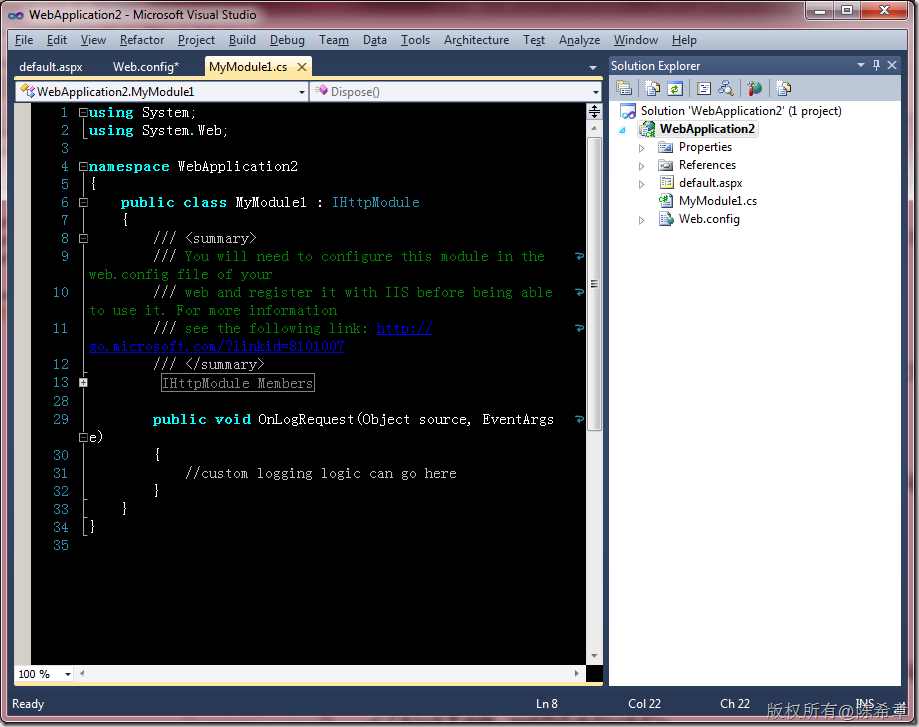 WebApplication2 - Microsoft Visual Studio
File Edit View Refactor Project Build Debug Team Data Tools Architecture Test Analyze Window Help
default.aspx Web.config* MyModule1.cs
WebApplication2.MyModule1 Dispose()
1 using System;
2 using System.Web;
3
4 namespace WebApplication2
5 {
6 public class MyModule1 : IHttpModule
7 {
8 /// <summary>
9 /// You will need to configure this module in the
web.config file of your
10 /// web and register it with IIS before being able
to use it. For more information
11 /// see the following link: http://
go.microsoft.com/?linkid=8101007
12 /// </summary>
13 IHttpModule Members
28
29 public void OnLogRequest(Object source, EventArgs
e)
30 {
31 //custom logging logic can go here
32 }
33 }
34 }
35
100 %
Solution Explorer
Solution 'WebApplication2' (1 project)
WebApplication2
Properties
References
default.aspx
MyModule1.cs
Web.config
Ready Ln 8 Col 22 Ch 22 INS
版权所有@陈希章